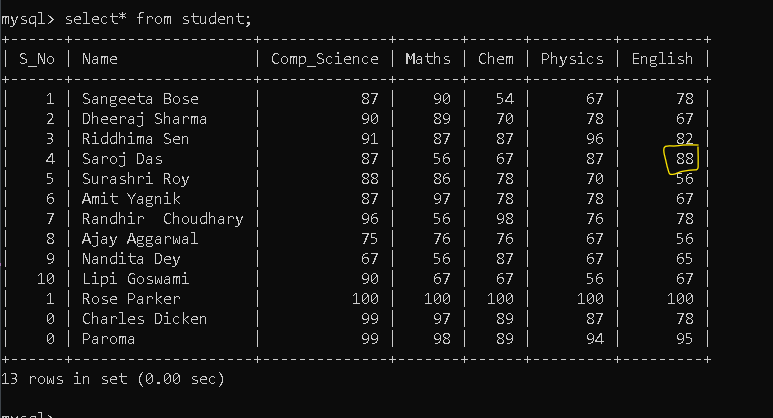 mysql> select* from student;
+------+-------------------+--------------+-------+------+---------+---------+
| S_No | Name              | Comp_Science | Maths | Chem | Physics | English |
+------+-------------------+--------------+-------+------+---------+---------+
|    1 | Sangeeta Bose     |           87 |    90 |   54 |      67 |      78 |
|    2 | Dheeraj Sharma    |           90 |    89 |   70 |      78 |      67 |
|    3 | Riddhima Sen      |           91 |    87 |   87 |      96 |      82 |
|    4 | Saroj Das         |           87 |    56 |   67 |      87 |      88 |
|    5 | Surashri Roy      |           88 |    86 |   78 |      70 |      56 |
|    6 | Amit Yagnik       |           87 |    97 |   78 |      78 |      67 |
|    7 | Randhir  Choudhary |           96 |    56 |   98 |      76 |      78 |
|    8 | Ajay Aggarwal     |           75 |    76 |   76 |      67 |      56 |
|    9 | Nandita Dey       |           67 |    56 |   87 |      67 |      65 |
|   10 | Lipi Goswami      |           90 |    67 |   67 |      56 |      67 |
|    1 | Rose Parker       |          100 |   100 |  100 |     100 |     100 |
|    0 | Charles Dicken    |           99 |    97 |   89 |      87 |      78 |
|    0 | Paroma            |           99 |    98 |   89 |      94 |      95 |
+------+-------------------+--------------+-------+------+---------+---------+
13 rows in set (0.00 sec)
mysql>